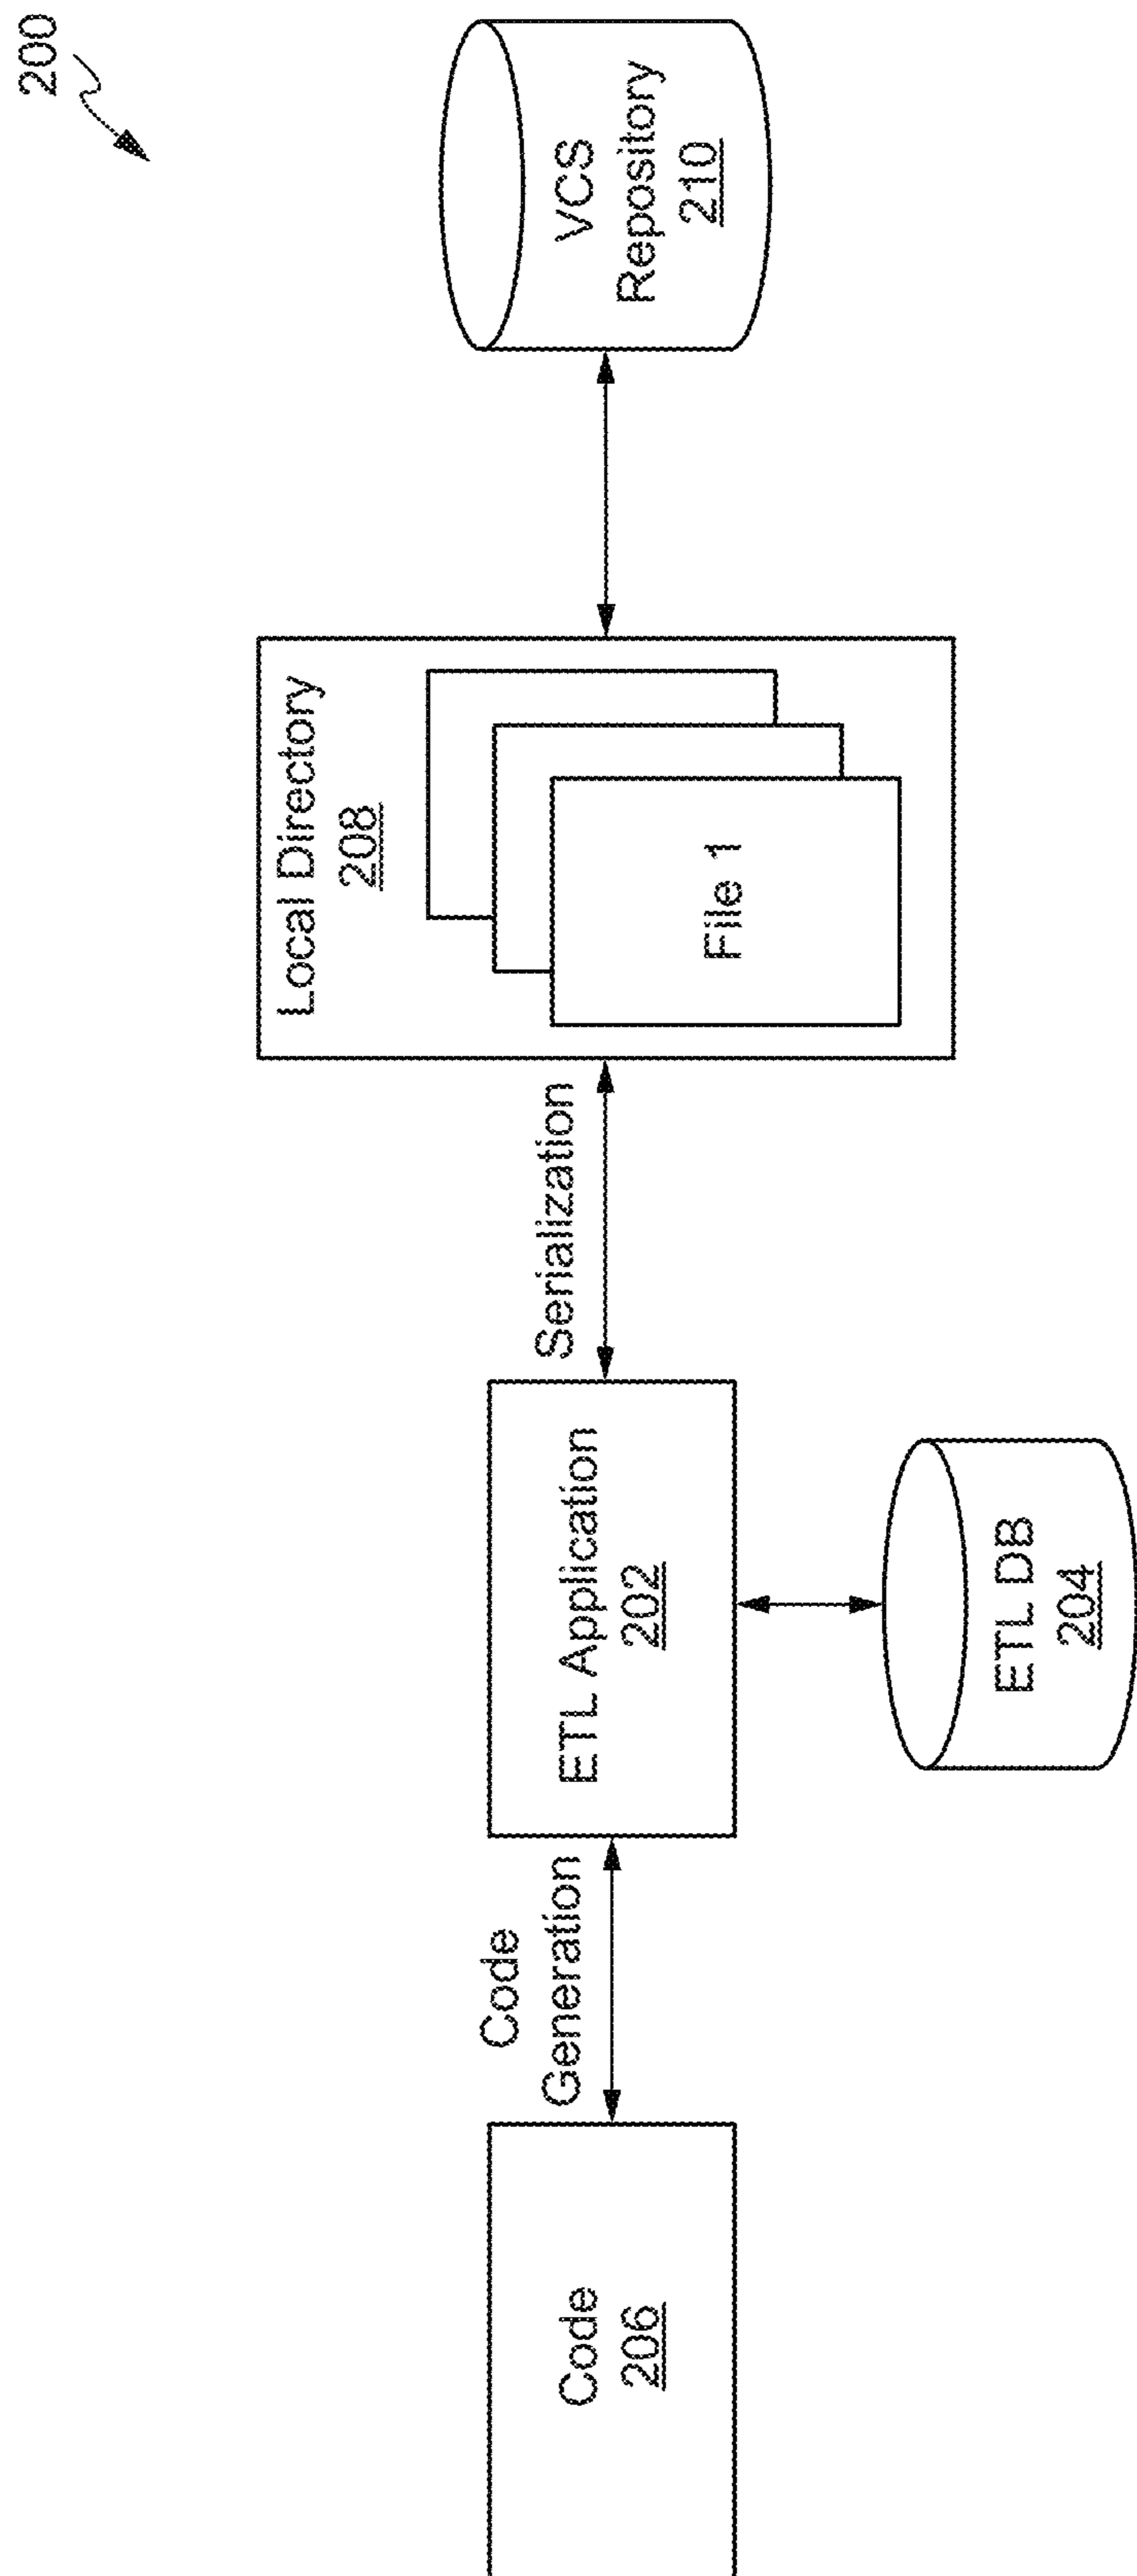 200
Code
206
Code
Generation
ETL Application
202
ETL DB
204
Serialization
Local Directory
208
File 1
VCS
Repository
210